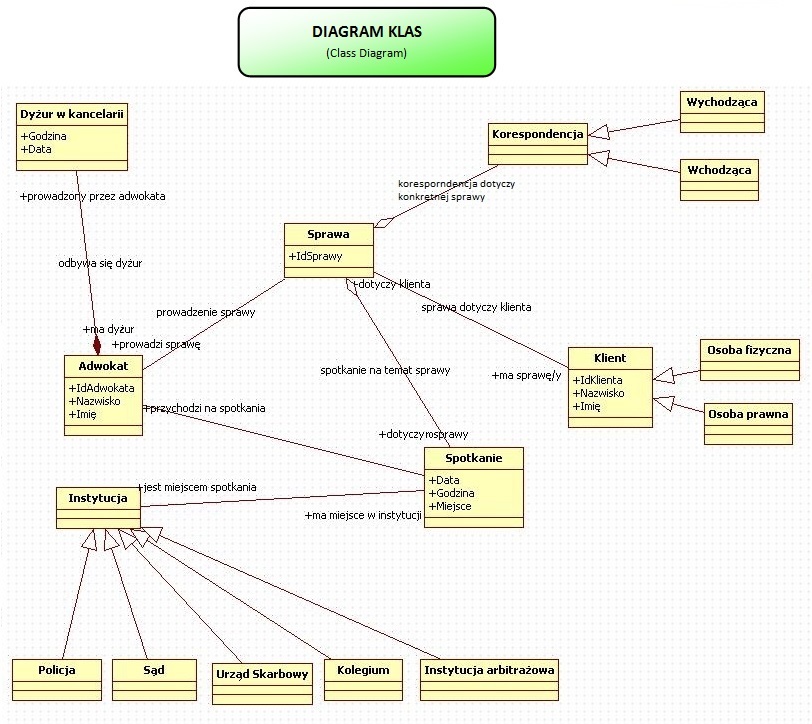 DIAGRAM KLAS
(Class Diagram)
Dyżur w kancelarii
+Godzina
+Data
+prowadzony przez adwokata
odbywa się dyżur
+ma dyżur
+prowadzi sprawę
Adwokat
+IdAdwokata
+Nazwisko
+Imię
+przychodzi na spotkania
prowadzenie sprawy
Sprawa
+IdSprawy
+dotyczy klienta
Korespondencja
Wychodząca
Wchodząca
koresporndencja dotyczy
konkretnej sprawy
sprawa dotyczy klienta
+ma sprawę/y
Klient
+IdKlienta
+Nazwisko
+Imię
Osoba fizyczna
Osoba prawna
spotkanie na temat sprawy
+dotyczy sprawy
Spotkanie
+Data
+Godzina
+Miejsce
+jest miejscem spotkania
+ma miejsce w instytucji
Instytucja
Policja
Sąd
Urząd Skarbowy
Kolegium
Instytucja arbitrażowa